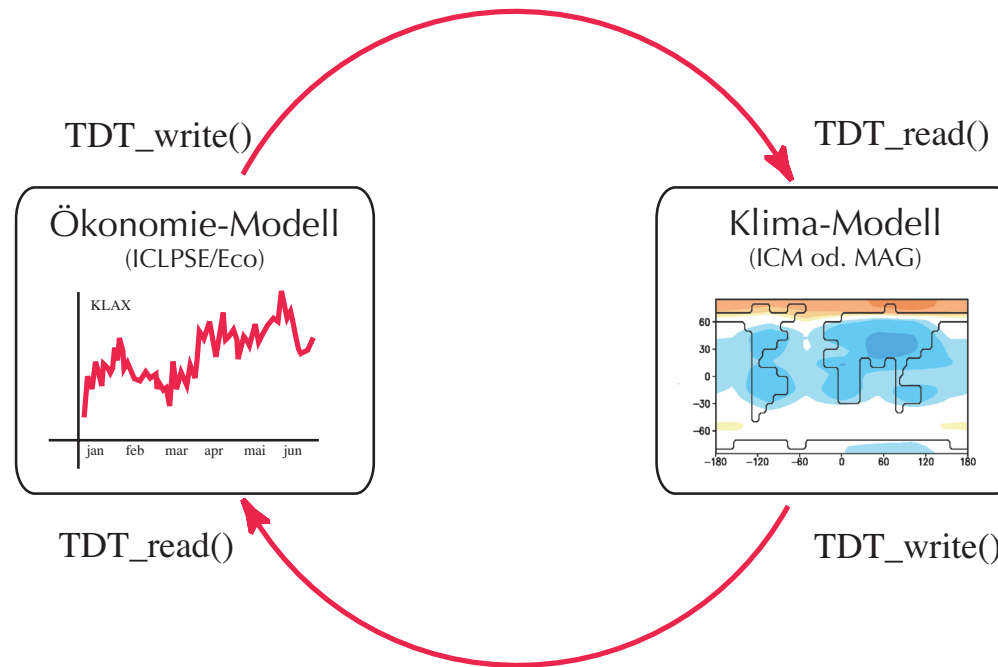 TDT_write()
TDT_read()
Ökonomie-Modell
(ICLPSE/Eco)
KLAX
jan feb mar apr mai jun
Klima-Modell
(ICM od. MAG)
60
30
0
−30
−60
−180 −120 −60 0 60 120 180
TDT_read()
TDT_write()